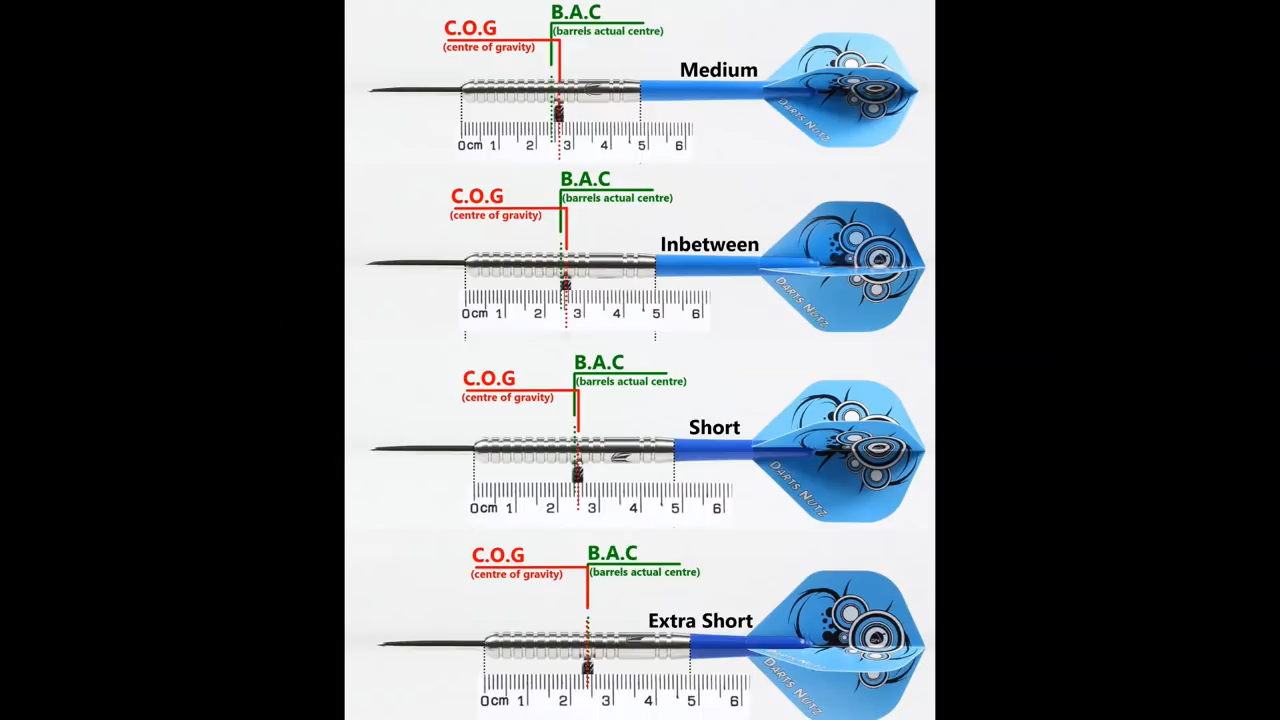 B.A.C
(barrels actual centre)
C.O.G
(centre of gravity)
Medium
DARTS NUTZ
0cm 1 2 3 4 5 6
B.A.C
(barrels actual centre)
C.O.G
(centre of gravity)
Inbetween
DARTS NUTZ
0cm 1 2 3 4 5 6
B.A.C
(barrels actual centre)
C.O.G
(centre of gravity)
Short
DARTS NUTZ
0cm 1 2 3 4 5 6
B.A.C
(barrels actual centre)
C.O.G
(centre of gravity)
Extra Short
DARTS NUTZ
0cm 1 2 3 4 5 6